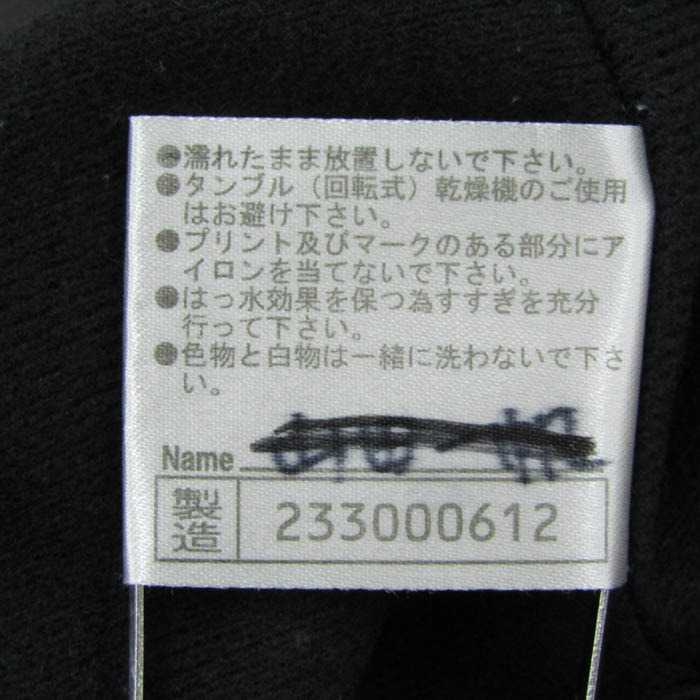 ●濡れたまま放置しないで下さい。
●タンブル（回転式）乾燥機のご使用
はお避け下さい。
●プリント及びマークのある部分にア
イロンを当てないで下さい。
●はっ水効果を保つ為すすぎを充分
行って下さい。
●色物と白物は一緒に洗わないで下さ
い。
Name
製造 233000612